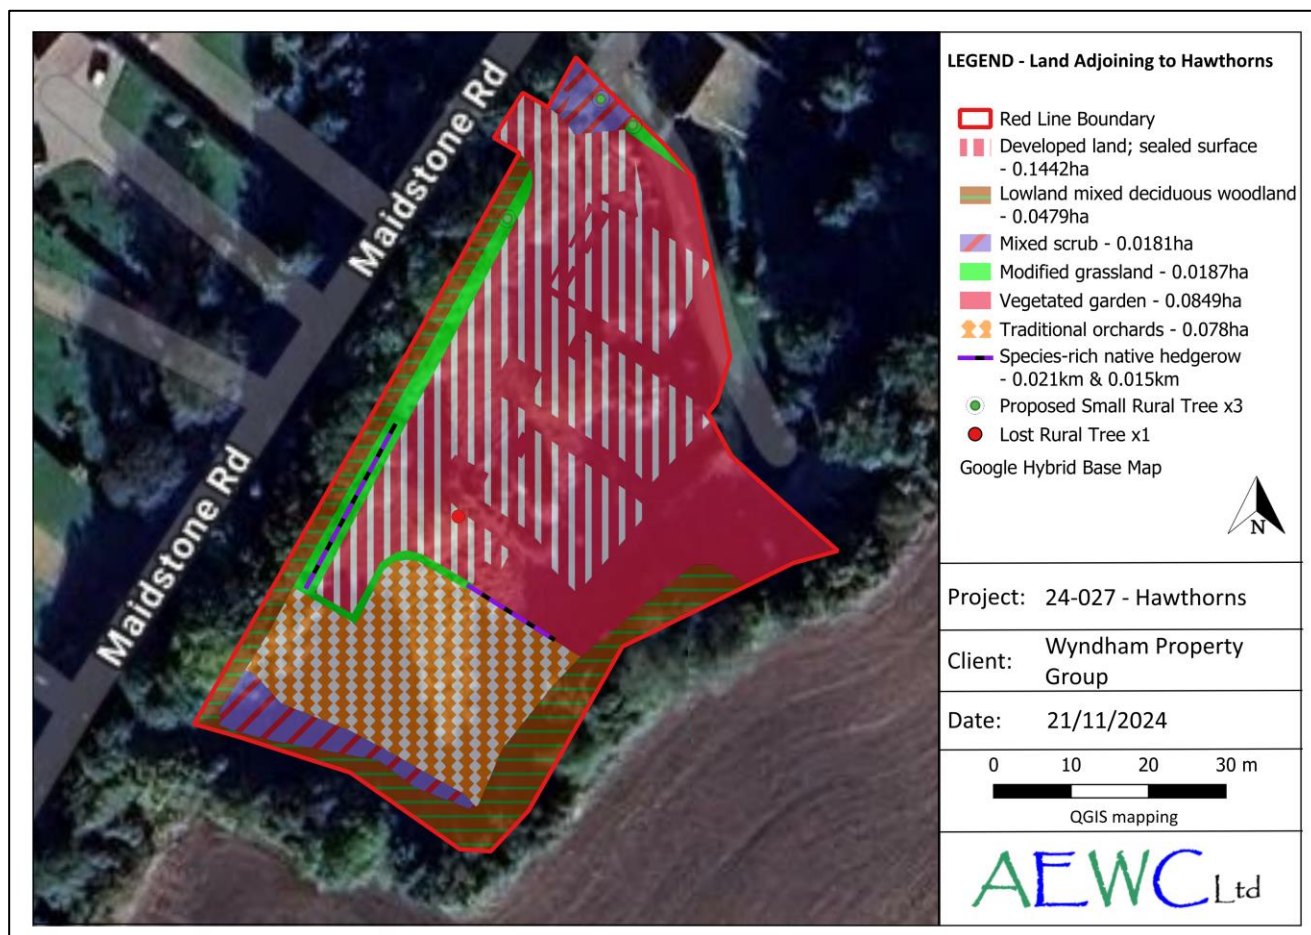 Maidstone Rd
Maidstone Rd
LEGEND - Land Adjoining to Hawthorns
Red Line Boundary
Developed land; sealed surface
- 0.1442ha
Lowland mixed deciduous woodland
- 0.0479ha
Mixed scrub - 0.0181ha
Modified grassland - 0.0187ha
Vegetated garden - 0.0849ha
Traditional orchards - 0.078ha
Species-rich native hedgerow
- 0.021km & 0.015km
Proposed Small Rural Tree x3
Lost Rural Tree x1
Google Hybrid Base Map
N
Project: 24-027 - Hawthorns
Client: Wyndham Property
Group
Date: 21/11/2024
0 10 20 30 m
QGIS mapping
AEWC Ltd